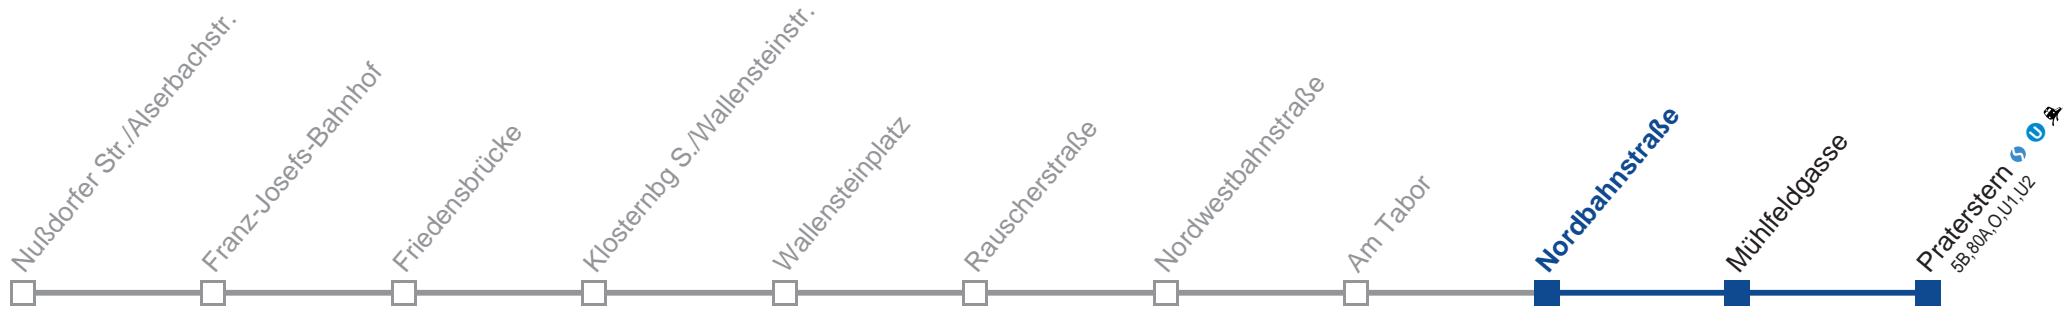 Nußdorfer Str./Alserbachstr.
Franz-Josefs-Bahnhof
Friedensbrücke
Klosternbg S./Wallensteinstr.
Wallensteinplatz
Rauscherstraße
Nordwestbahnstraße
Am Tabor
Nordbahnstraße
Mühlfeldgasse
Praterstern S U
5B,80A,O,U1,U2